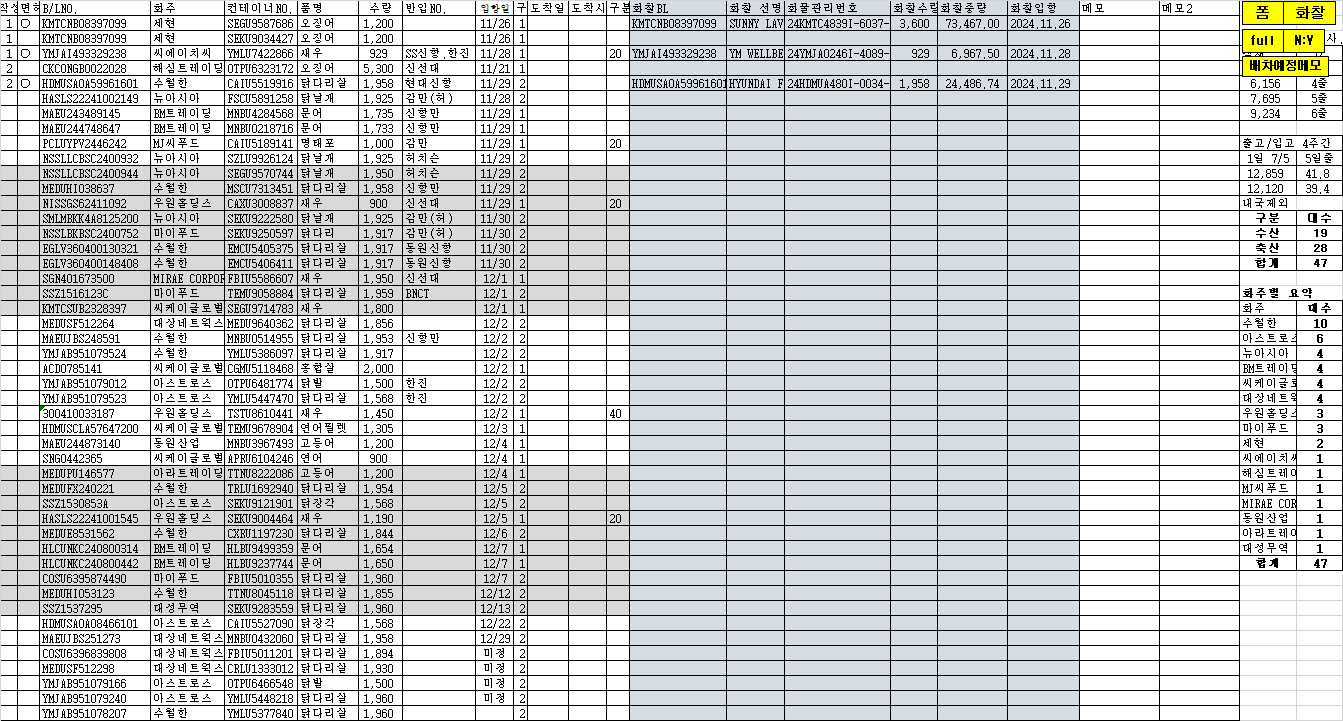 작성 면허 B/LNO. 화주 컨테이너NO. 품명 수량 반입NO. 입항일 구 도착일 도착시 구분 화찰BL 화찰 선명 화물관리번호 화찰수량 화찰중량 화찰입항 메모 메모2 폼 화찰
1 O KMTCNB08397099 제현 SEGU9587686 오징어 1,200 11/26 1 KMTCNB08397099 SUNNY LAV 24KMTC4839I-6037- 3,600 73,467.00 2024.11.26
1 KMTCNB08397099 제현 SEKU9034427 오징어 1,200 11/26 1 full N:Y 사.
1 O YMJAI493329238 씨에이치씨 YMLU7422866 새우 929 SS신항.한진 11/28 1 20 YMJAI493329238 YM WELLBE 24YMJA0246I-4089- 929 6,967.50 2024.11.28
2 CKCONGB0022028 해심트레이딩 OTPU6323172 오징어 5,300 신선대 11/21 1 배차예정메모
2 O HDMUSAOA59961601 수월한 CAIU5519916 닭다리살 1,958 현대신항 11/29 2 HDMUSAOA59961601 HYUNDAI F 24HDMUA480I-0034- 1,958 24,486.74 2024.11.29 6,156 4줄
HASLS22241002149 뉴아시아 FSCU5891258 닭날개 1,925 감만(허) 11/28 2 7,695 5줄
MAEU243489145 BM트레이딩 MNBU4284568 문어 1,735 신항만 11/29 1 9,234 6줄
MAEU244748647 BM트레이딩 MNBU0218716 문어 1,733 신항만 11/29 1
PCLUYPV2446242 MJ씨푸드 CAIU5189141 명태포 1,000 감만 11/29 1 20 출고/입고 4주간
NSSLLCBSC2400932 뉴아시아 SZLU9926124 닭날개 1,925 허치슨 11/29 2 1일 7/5 5일줄
NSSLLCBSC2400944 뉴아시아 SEGU9570744 닭날개 1,950 허치슨 11/29 2 12,859 41.8
MEDUHI038637 수월한 MSCU7313451 닭다리살 1,958 신항만 11/29 2 12,120 39.4
NISSGS62411092 우원홀딩스 CAXU3008837 새우 900 신선대 11/29 1 20 내국제외
SMLMBKK4A8125200 뉴아시아 SEKU9222580 닭날개 1,925 감만(허) 11/30 2 구분 대수
NSSLBKBSC2400752 마이푸드 SEKU9250597 닭다리 1,917 감만(허) 11/30 2 수산 19
EGLV360400130321 수월한 EMCU5405375 닭다리살 1,917 동원신항 11/30 2 축산 28
EGLV360400148408 수월한 EMCU5406411 닭다리살 1,917 동원신항 11/30 2 합계 47
SGN401673500 MIRAE CORPOR FBIU5586607 새우 1,950 신선대 12/1 1
SSZ1516123C 마이푸드 TEMU9058884 닭다리살 1,959 BNCT 12/1 2 화주별 요약
KMTCSUB2328397 씨케이글로벌 SEGU9714783 새우 1,800 12/1 1 화주 대수
MEDUSF512264 대상네트웍스 MEDU9640362 닭다리살 1,856 12/2 2 수월한 10
MAEUJBS248591 수월한 MNBU0514955 닭다리살 1,953 신항만 12/2 2 아스트로스 6
YMJAB951079524 수월한 YMLU5386097 닭다리살 1,917 12/2 2 뉴아시아 4
ACD0785141 씨케이글로벌 CGMU5118468 홍합살 2,000 12/2 1 BM트레이딩 4
YMJAB951079012 아스트로스 OTPU6481774 닭발 1,500 한진 12/2 2 씨케이글로 4
YMJAB951079523 아스트로스 YMLU5447470 닭다리살 1,568 한진 12/2 2 대상네트웍 4
300410033187 우원홀딩스 TSTU8610441 새우 1,450 12/2 1 40 우원홀딩스 3
HDMUSCLA57647200 씨케이글로벌 TEMU9678904 연어필렛 1,305 12/3 1 마이푸드 3
MAEU244873140 동원산업 MNBU3967493 고등어 1,200 12/4 1 제현 2
SNG0442365 씨케이글로벌 APRU6104246 연어 900 12/4 1 씨에이치씨 1
MEDUPU146577 아라트레이딩 TTNU8222086 고등어 1,200 12/4 1 해심트레이 1
MEDUFX240221 수월한 TRLU1692940 닭다리살 1,954 12/5 2 MJ씨푸드 1
SSZ1530853A 아스트로스 SEKU9121901 닭장각 1,568 12/5 2 MIRAE COR 1
HASLS22241001545 우원홀딩스 SEKU9004464 새우 1,190 12/5 1 20 동원산업 1
MEDUE8531562 수월한 CXRU1197230 닭다리살 1,844 12/6 2 아라트레이 1
HLCUNKC240800314 BM트레이딩 HLBU9499359 문어 1,654 12/7 1 대성무역 1
HLCUNKC240800442 BM트레이딩 HLBU9237744 문어 1,650 12/7 1 합계 47
COSU6395874490 마이푸드 FBIU5010355 닭다리살 1,960 12/7 2
MEDUHI053123 수월한 TTNU8045118 닭다리살 1,855 12/12 2
SSZ1537295 대성무역 SEKU9283559 닭다리살 1,960 12/13 2
HDMUSAOA08466101 아스트로스 CAIU5527090 닭장각 1,568 12/22 2
MAEUJBS251273 대상네트웍스 MNBU0432060 닭다리살 1,958 12/29 2
COSU6396839808 대상네트웍스 FBIU5011201 닭다리살 1,894 미정 2
MEDUSF512298 대상네트웍스 CRLU1333012 닭다리살 1,930 미정 2
YMJAB951079166 아스트로스 OTPU6466548 닭발 1,500 미정 2
YMJAB951079240 아스트로스 YMLU5448218 닭다리살 1,960 미정 2
YMJAB951078207 수월한 YMLU5377840 닭다리살 1,960 2